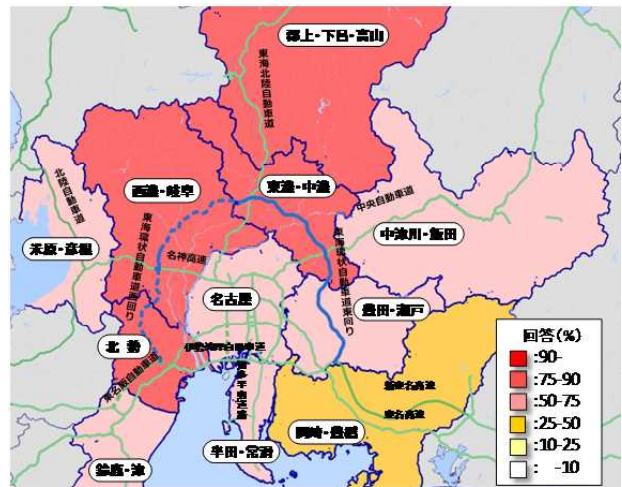 郡上・下呂・高山
東海北陸自動車道
西濃・岐阜
東濃・中濃
北陸自動車道
中央自動車道
米原・彦根
東海環状自動車道西回り
名神高速
東海環状自動車道東回り
中津川・飯田
名古屋
豊田・瀬戸
北 勢
伊勢湾岸自動車道
東名阪自動車道
新東名高速
東名高速
岡崎・豊橋
半田・常滑
鈴鹿・津
回答(%)
:90-
:75-90
:50-75
:25-50
:10-25
: -10